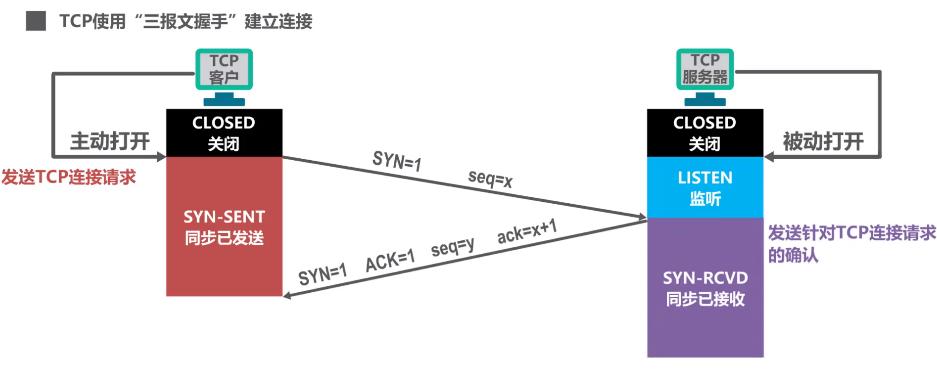 TCP使用“三报文握手”建立连接
TCP
客户
TCP
服务器
CLOSED
关闭
CLOSED
关闭
主动打开
被动打开
发送TCP连接请求
SYN=1
seq=x
LISTEN
监听
SYN-SENT
同步已发送
SYN=1 ACK=1 seq=y ack=x+1
发送针对TCP连接请求
的确认
SYN-RCVD
同步已接收